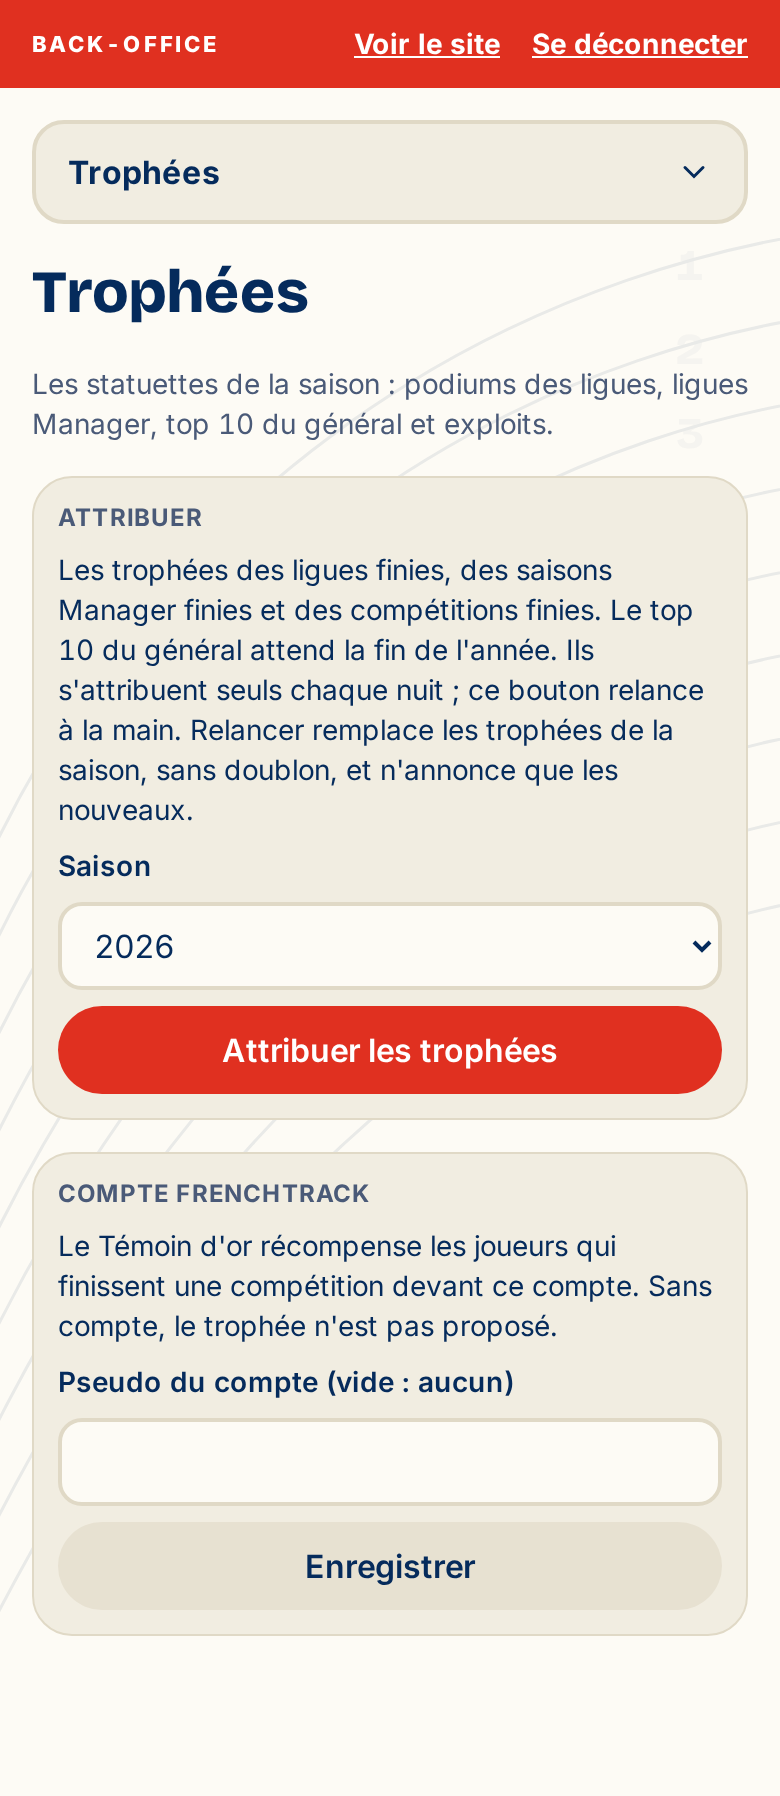 BACK-OFFICE
Voir le site
Se déconnecter
Trophées
Trophées
1
2
3
Les statuettes de la saison : podiums des ligues, ligues
Manager, top 10 du général et exploits.
ATTRIBUER
Les trophées des ligues finies, des saisons
Manager finies et des compétitions finies. Le top
10 du général attend la fin de l'année. Ils
s'attribuent seuls chaque nuit ; ce bouton relance
à la main. Relancer remplace les trophées de la
saison, sans doublon, et n'annonce que les
nouveaux.
Saison
2026
Attribuer les trophées
COMPTE FRENCHTRACK
Le Témoin d'or récompense les joueurs qui
finissent une compétition devant ce compte. Sans
compte, le trophée n'est pas proposé.
Pseudo du compte (vide : aucun)
Enregistrer